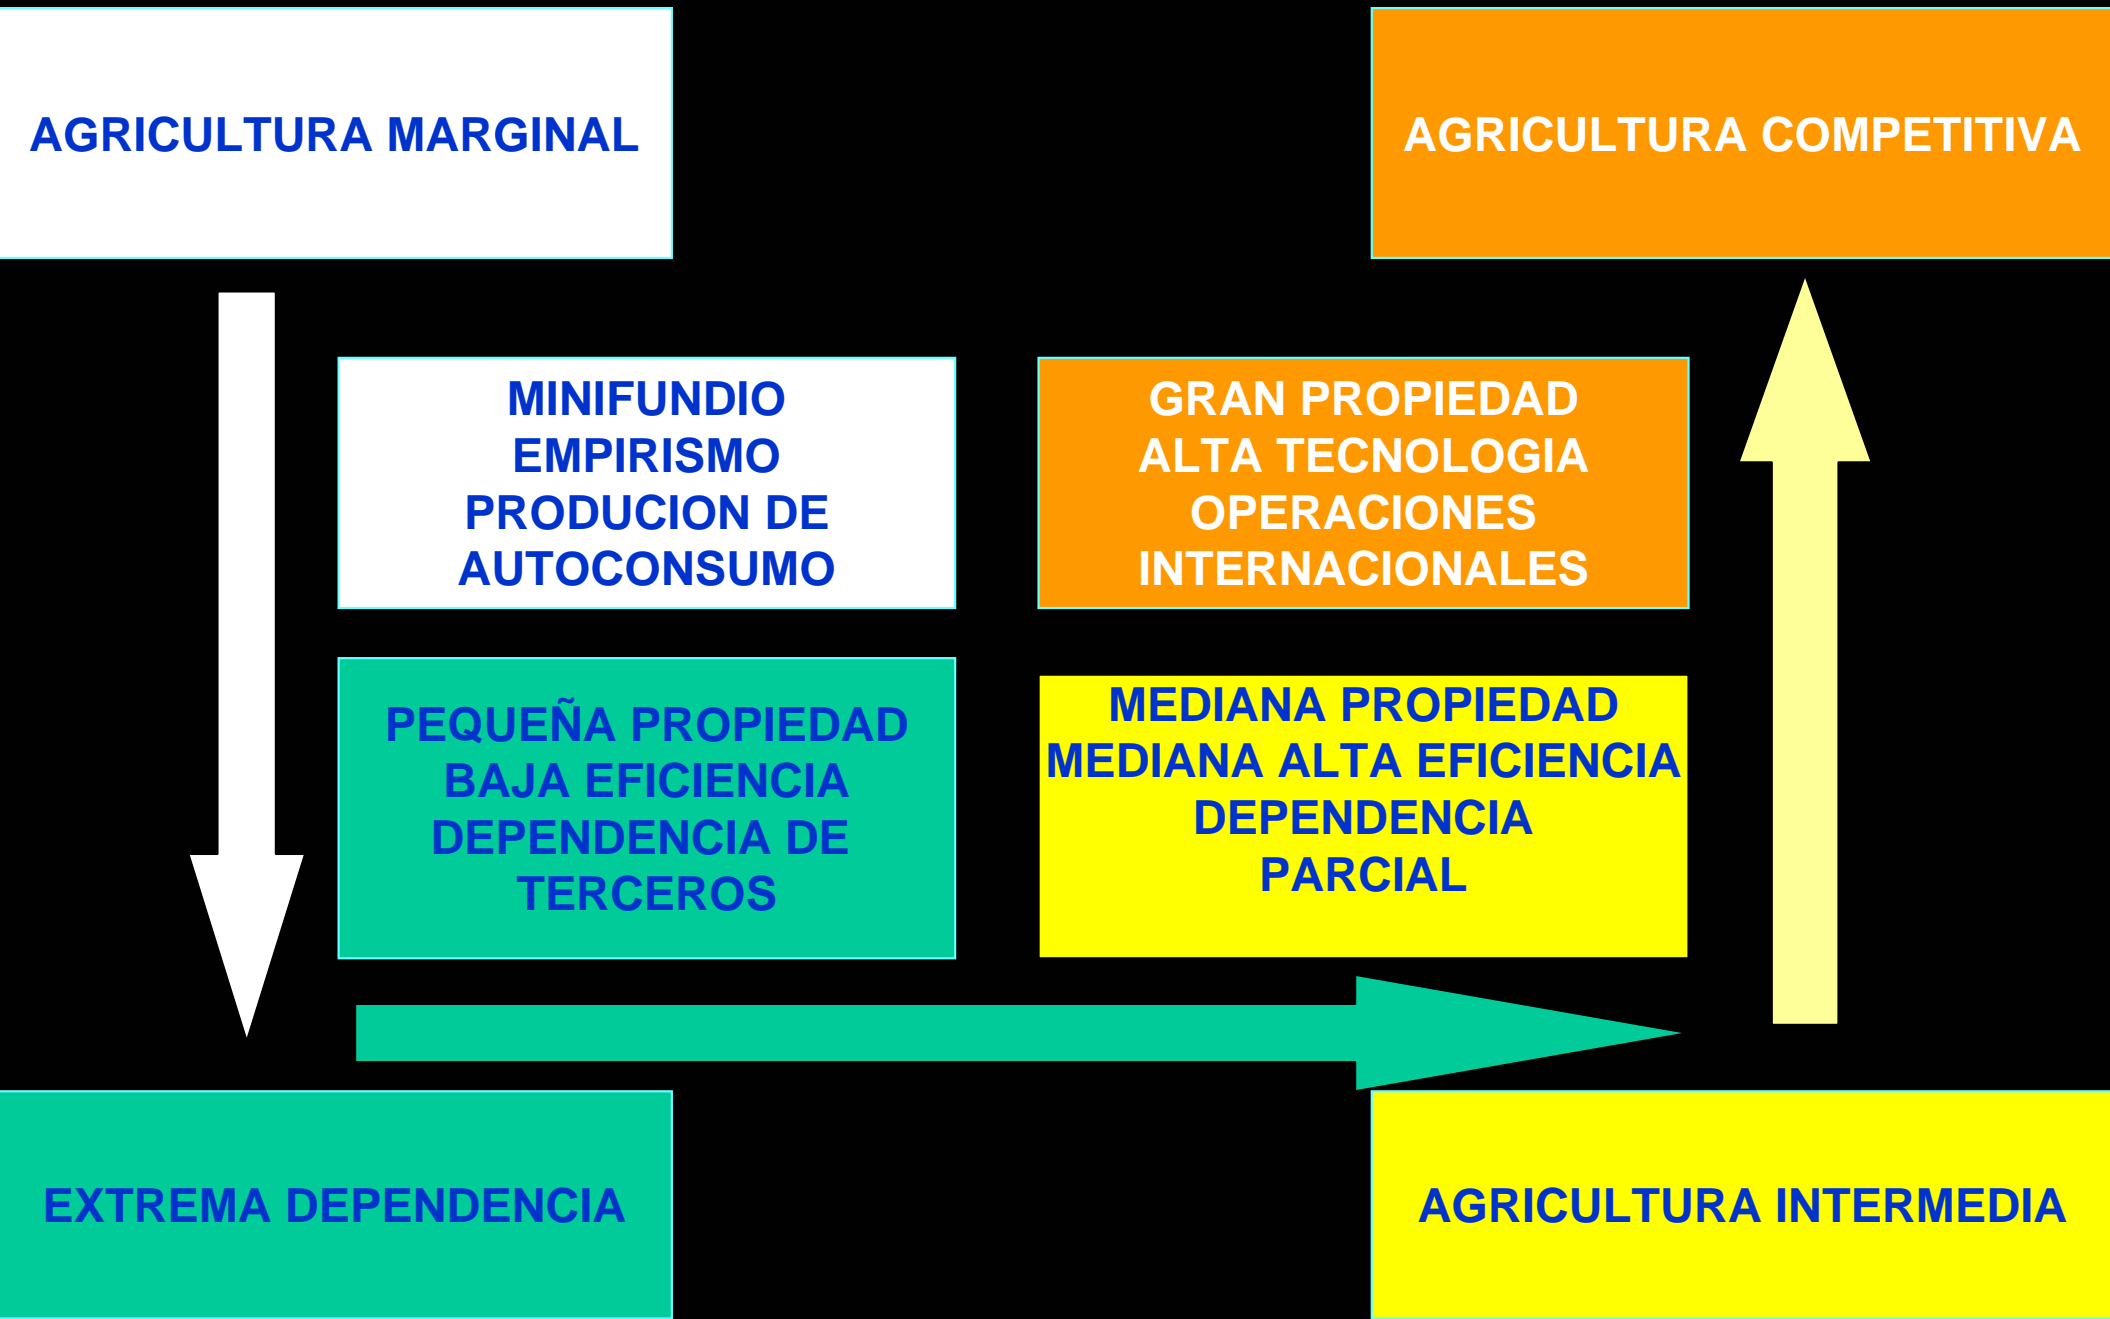 AGRICULTURA MARGINAL
AGRICULTURA COMPETITIVA
MINIFUNDIO
EMPIRISMO
PRODUCION DE
AUTOCONSUMO
GRAN PROPIEDAD
ALTA TECNOLOGIA
OPERACIONES
INTERNACIONALES
PEQUEÑA PROPIEDAD
BAJA EFICIENCIA
DEPENDENCIA DE
TERCEROS
MEDIANA PROPIEDAD
MEDIANA ALTA EFICIENCIA
DEPENDENCIA
PARCIAL
EXTREMA DEPENDENCIA
AGRICULTURA INTERMEDIA